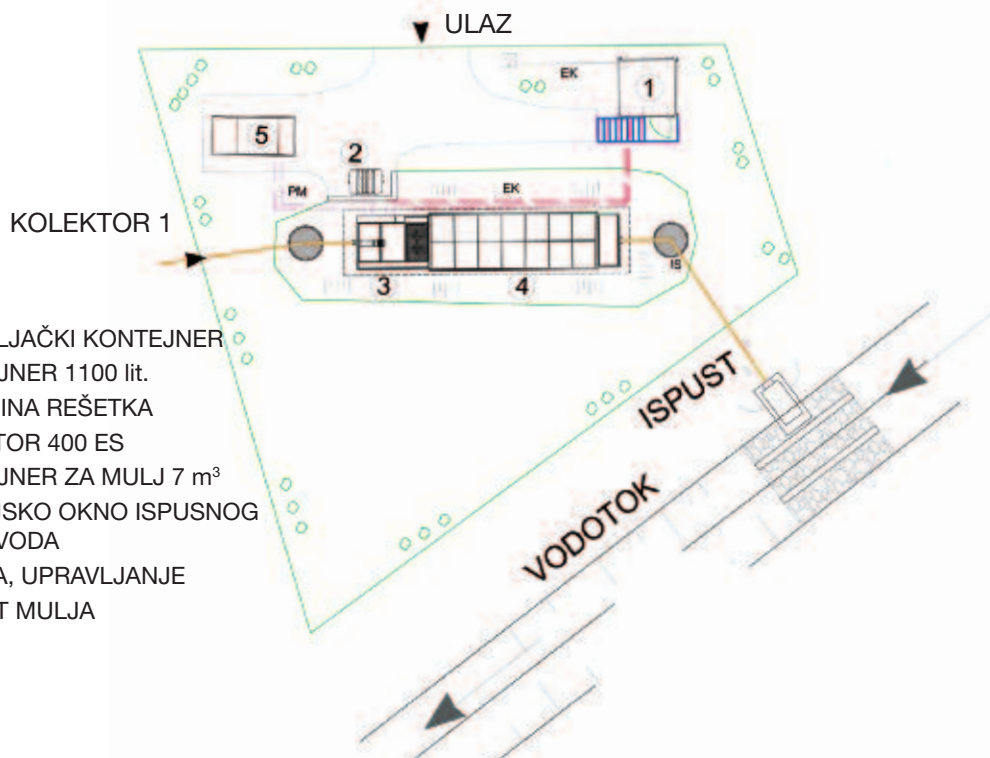 ULAZ
EK
1
5
2
PM
EK
KOLEKTOR 1
IS
3
4
LJAČKI KONTEJNER
JNER 1100 lit.
INA REŠETKA
TOR 400 ES
JNER ZA MULJ 7 m³
JSKO OKNO ISPUSNOG
VODA
A, UPRAVLJANJE
T MULJA
ISPUST
VODOTOK